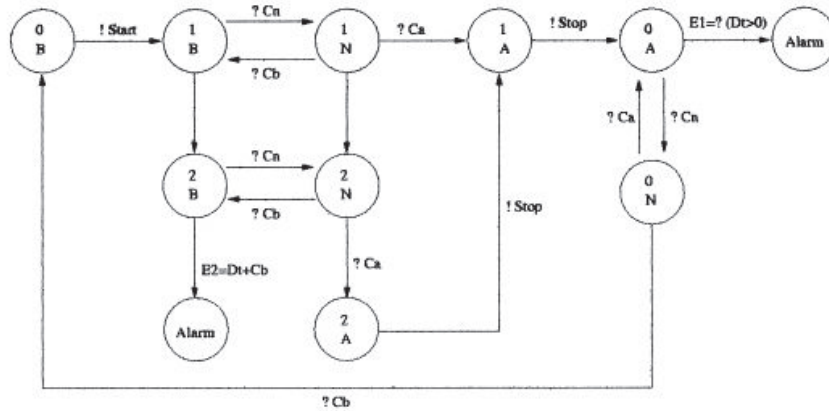 0
B
! Start
1
B
? Cn
? Cb
1
N
? Ca
1
A
! Stop
0
A
E1=? (Dt>0)
Alarm
? Ca
? Cn
2
B
? Cn
? Cb
2
N
! Stop
0
N
E2=Dt+Cb
? Ca
Alarm
2
A
? Cb